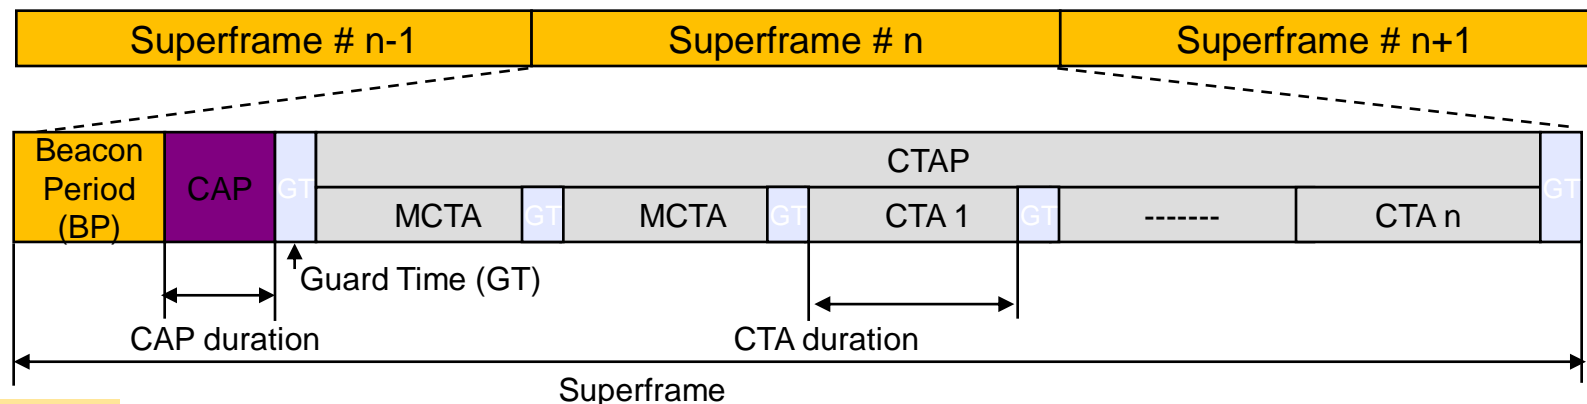 Superframe # n-1 Superframe # n Superframe # n+1
Beacon
Period
(BP)
CAP
GT
CTAP
GT
MCTA GT MCTA GT CTA 1 GT ------- CTA n
Guard Time (GT)
CAP duration
CTA duration
Superframe